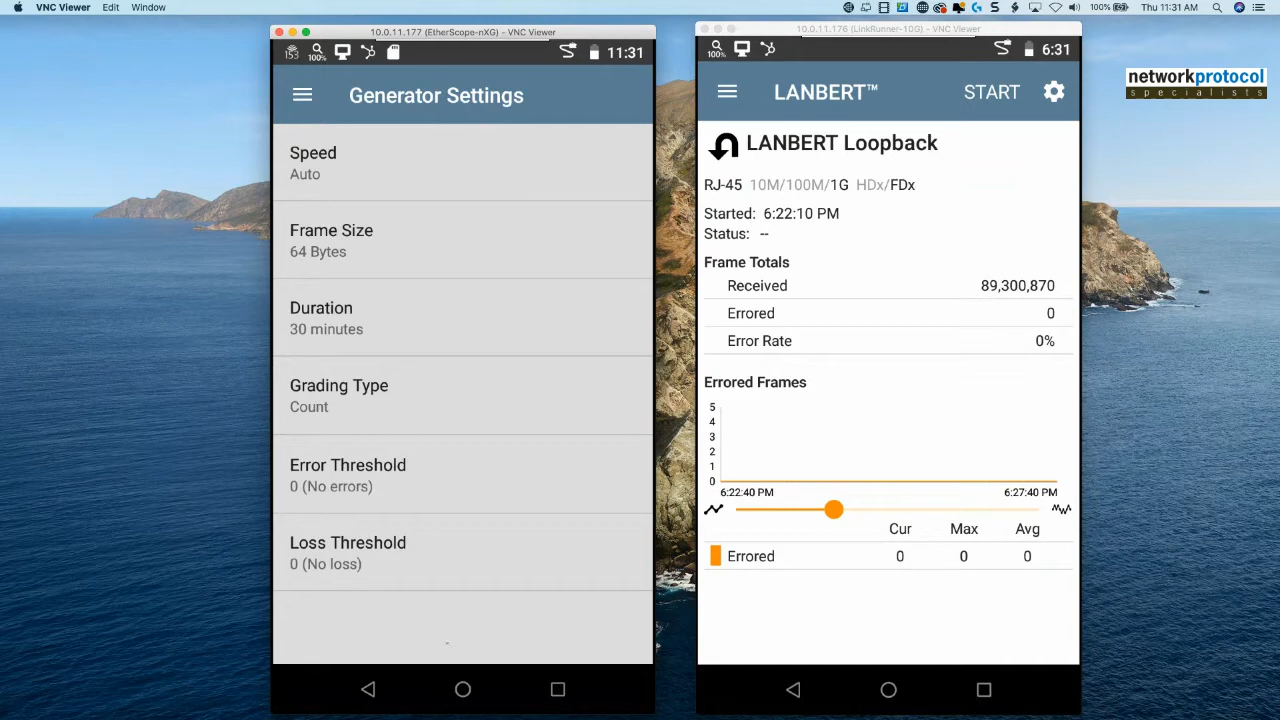 VNC Viewer Edit Window
100% Thu 11:31 AM
10.0.11.177 (EtherScope-nXG) - VNC Viewer
153 100% 11:31
Generator Settings
Speed
Auto
Frame Size
64 Bytes
Duration
30 minutes
Grading Type
Count
Error Threshold
0 (No errors)
Loss Threshold
0 (No loss)
10.0.11.176 (LinkRunner-10G) - VNC Viewer
100% 6:31
LANBERT™ START
LANBERT Loopback
RJ-45 10M/100M/1G HDx/FDx
Started: 6:22:10 PM
Status: --
Frame Totals
Received 89,300,870
Errored 0
Error Rate 0%
Errored Frames
5
4
3
2
1
0
6:22:40 PM 6:27:40 PM
Cur Max Avg
Errored 0 0 0
networkprotocol
specialists